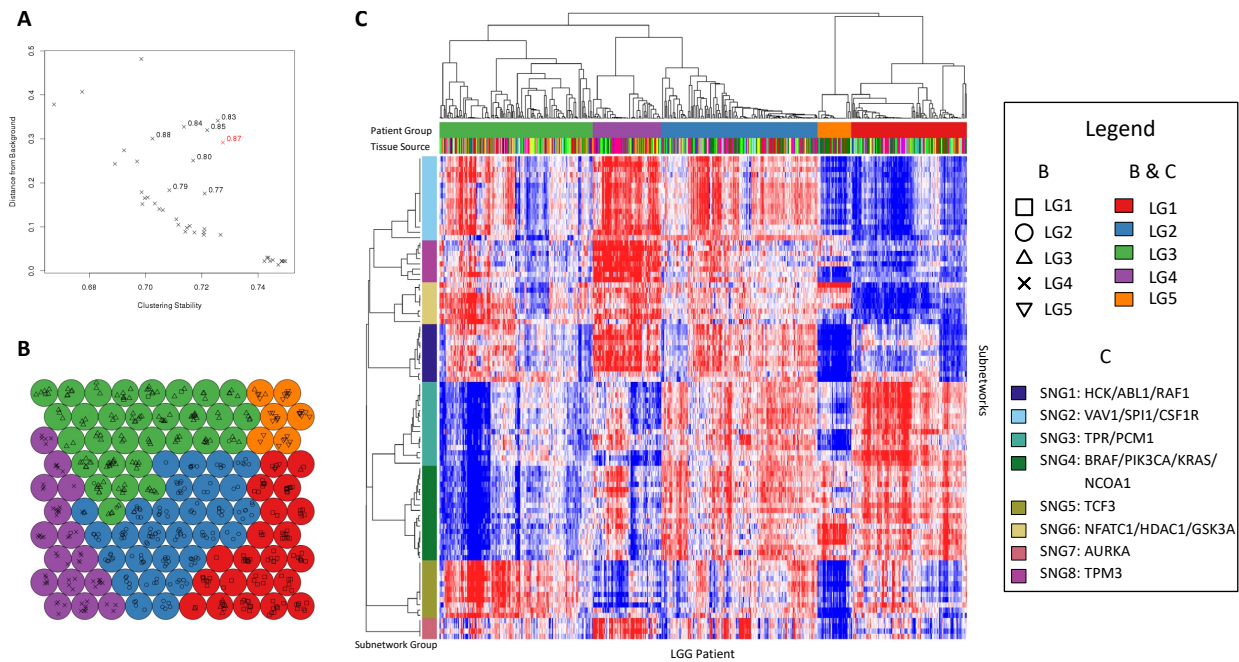 A
0.5
0.4
0.3
0.2
0.1
0.0
Distance from Background
0.68
0.70
0.72
0.74
Clustering Stability
0.83
0.84
0.85
0.88
0.87
0.80
0.79
0.77
B
C
Patient Group
Tissue Source
Subnetworks
Subnetwork Group
LGG Patient
Legend
B
LG1
LG2
LG3
LG4
LG5
B & C
LG1
LG2
LG3
LG4
LG5
C
SNG1: HCK/ABL1/RAF1
SNG2: VAV1/SPI1/CSF1R
SNG3: TPR/PCM1
SNG4: BRAF/PIK3CA/KRAS/
NCOA1
SNG5: TCF3
SNG6: NFATC1/HDAC1/GSK3A
SNG7: AURKA
SNG8: TPM3